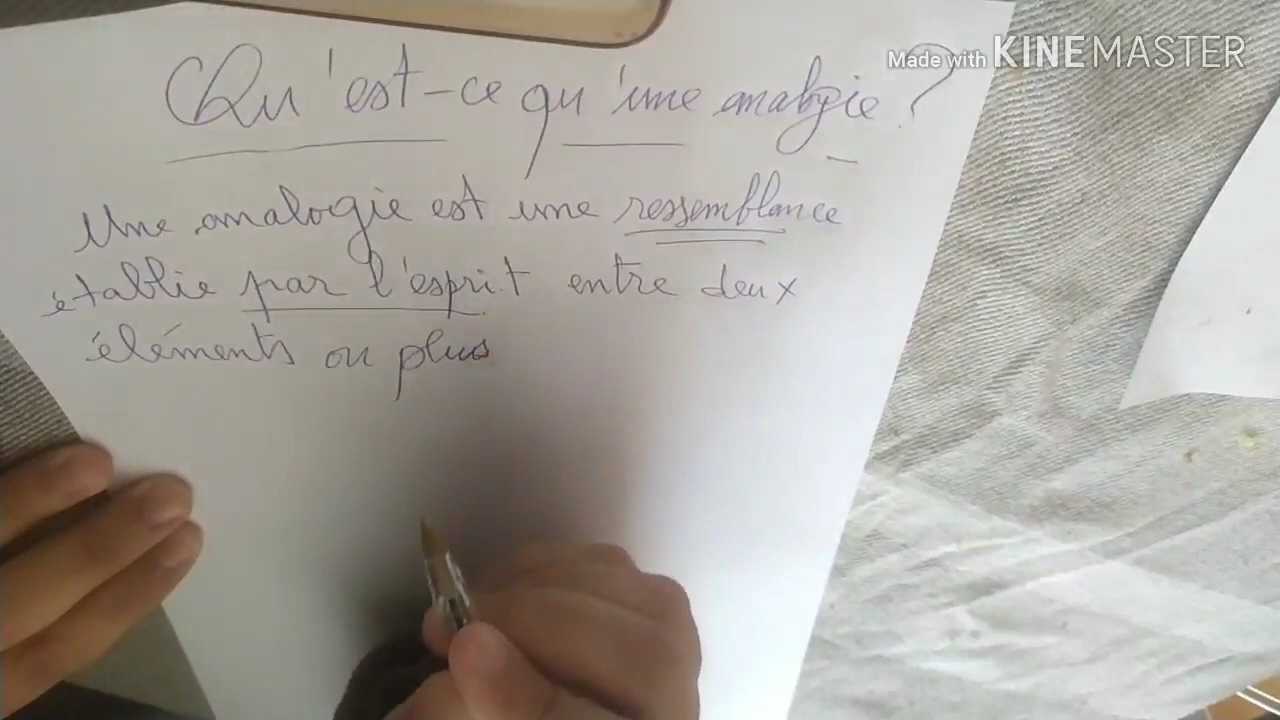 Made with KINEMASTER
Qu'est-ce qu'une analogie ?
Une analogie est une ressemblance
établie par l'esprit entre deux
éléments ou plus